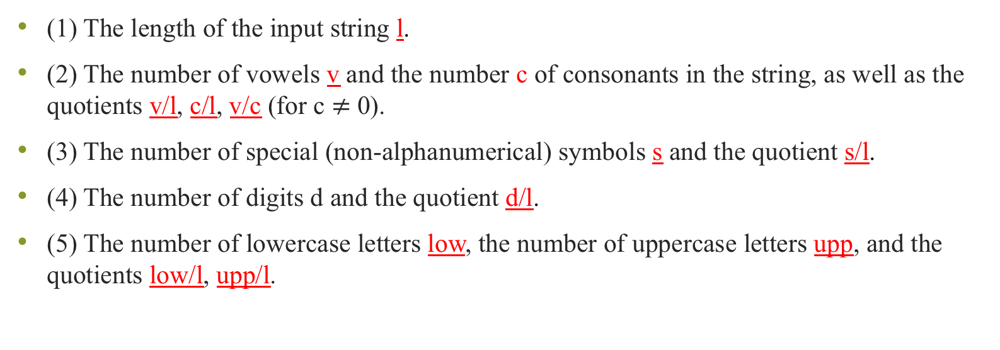 • (1) The length of the input string l.
• (2) The number of vowels v and the number c of consonants in the string, as well as the
quotients v/l, c/l, v/c (for c ≠ 0).
• (3) The number of special (non-alphanumerical) symbols s and the quotient s/l.
• (4) The number of digits d and the quotient d/l.
• (5) The number of lowercase letters low, the number of uppercase letters upp, and the
quotients low/l, upp/l.